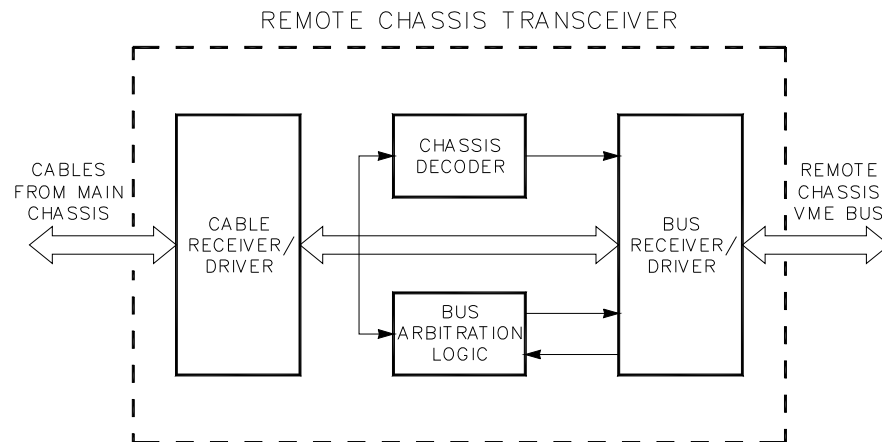 REMOTE CHASSIS TRANSCEIVER
CABLES
FROM MAIN
CHASSIS
CABLE
RECEIVER/
DRIVER
CHASSIS
DECODER
BUS
ARBITRATION
LOGIC
BUS
RECEIVER/
DRIVER
REMOTE
CHASSIS
VME BUS